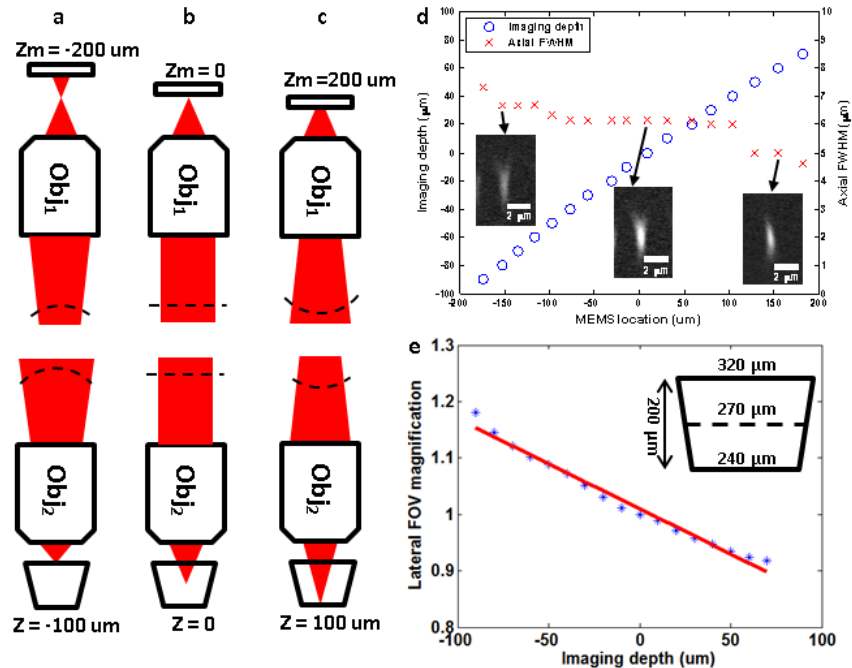 a
b
c
Zm = -200 um
Zm = 0
Zm =200 um
Obj1
Obj1
Obj1
Obj2
Obj2
Obj2
Z = -100 um
Z = 0
Z = 100 um
d
Imaging depth
Axial FWHM
Imaging depth (μm)
100
80
60
40
20
0
-20
-40
-60
-80
-100
10
9
8
7
6
5
4
3
2
1
0
Axial FWHM (μm)
2 μm
2 μm
2 μm
-200
-150
-100
-50
0
50
100
150
200
MEMS location (um)
e
Lateral FOV magnification
1.3
1.2
1.1
1
0.9
0.8
320 μm
200 μm
270 μm
240 μm
-100
-50
0
50
100
Imaging depth (um)